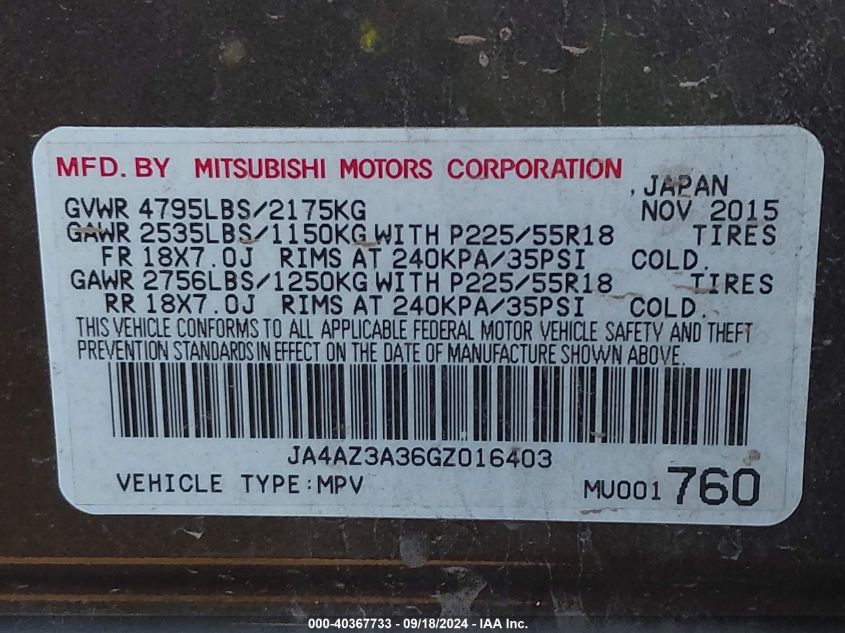 MFD. BY MITSUBISHI MOTORS CORPORATION
, JAPAN
GVWR 4795LBS/2175KG NOV 2015
GAWR 2535LBS/1150KG WITH P225/55R18 TIRES
FR 18X7.0J RIMS AT 240KPA/35PSI COLD.
GAWR 2756LBS/1250KG WITH P225/55R18 TIRES
RR 18X7.0J RIMS AT 240KPA/35PSI COLD.
THIS VEHICLE CONFORMS TO ALL APPLICABLE FEDERAL MOTOR VEHICLE SAFETY AND THEFT
PREVENTION STANDARDS IN EFFECT ON THE DATE OF MANUFACTURE SHOWN ABOVE.
JA4AZ3A36GZ016403
VEHICLE TYPE:MPV MU001 760
000-40367733 - 09/18/2024 - IAA Inc.